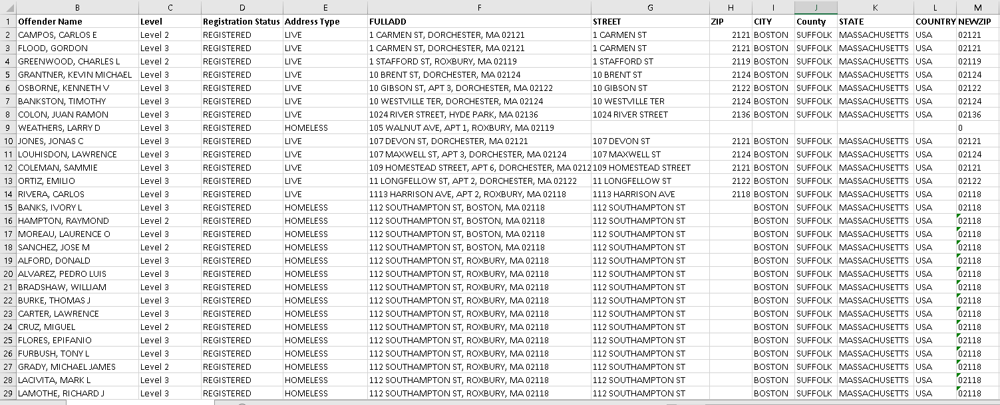 B C D E F G H I J K L M
1 Offender Name Level Registration Status Address Type FULLADD STREET ZIP CITY County STATE COUNTRY NEWZIP
2 CAMPOS, CARLOS E Level 2 REGISTERED LIVE 1 CARMEN ST, DORCHESTER, MA 02121 1 CARMEN ST 2121 BOSTON SUFFOLK MASSACHUSETTS USA 02121
3 FLOOD, GORDON Level 3 REGISTERED LIVE 1 CARMEN ST, DORCHESTER, MA 02121 1 CARMEN ST 2121 BOSTON SUFFOLK MASSACHUSETTS USA 02121
4 GREENWOOD, CHARLES L Level 2 REGISTERED LIVE 1 STAFFORD ST, ROXBURY, MA 02119 1 STAFFORD ST 2119 BOSTON SUFFOLK MASSACHUSETTS USA 02119
5 GRANTNER, KEVIN MICHAEL Level 3 REGISTERED LIVE 10 BRENT ST, DORCHESTER, MA 02124 10 BRENT ST 2124 BOSTON SUFFOLK MASSACHUSETTS USA 02124
6 OSBORNE, KENNETH V Level 3 REGISTERED LIVE 10 GIBSON ST, APT 3, DORCHESTER, MA 02122 10 GIBSON ST 2122 BOSTON SUFFOLK MASSACHUSETTS USA 02122
7 BANKSTON, TIMOTHY Level 3 REGISTERED LIVE 10 WESTVILLE TER, DORCHESTER, MA 02124 10 WESTVILLE TER 2124 BOSTON SUFFOLK MASSACHUSETTS USA 02124
8 COLON, JUAN RAMON Level 3 REGISTERED LIVE 1024 RIVER STREET, HYDE PARK, MA 02136 1024 RIVER STREET 2136 BOSTON SUFFOLK MASSACHUSETTS USA 02136
9 WEATHERS, LARRY D Level 3 REGISTERED HOMELESS 105 WALNUT AVE, APT 1, ROXBURY, MA 02119 0
10 JONES, JONAS C Level 3 REGISTERED LIVE 107 DEVON ST, DORCHESTER, MA 02121 107 DEVON ST 2121 BOSTON SUFFOLK MASSACHUSETTS USA 02121
11 LOUHISDON, LAWRENCE Level 3 REGISTERED LIVE 107 MAXWELL ST, APT 3, DORCHESTER, MA 02124 107 MAXWELL ST 2124 BOSTON SUFFOLK MASSACHUSETTS USA 02124
12 COLEMAN, SAMMIE Level 3 REGISTERED LIVE 109 HOMESTEAD STREET, APT 6, DORCHESTER, MA 0212 109 HOMESTEAD STREET 2121 BOSTON SUFFOLK MASSACHUSETTS USA 02121
13 ORTIZ, EMILIO Level 3 REGISTERED LIVE 11 LONGFELLOW ST, APT 2, DORCHESTER, MA 02122 11 LONGFELLOW ST 2122 BOSTON SUFFOLK MASSACHUSETTS USA 02122
14 RIVERA, CARLOS Level 3 REGISTERED LIVE 1113 HARRISON AVE, APT 2, ROXBURY, MA 02118 1113 HARRISON AVE 2118 BOSTON SUFFOLK MASSACHUSETTS USA 02118
15 BANKS, IVORY L Level 3 REGISTERED HOMELESS 112 SOUTHAMPTON ST, BOSTON, MA 02118 112 SOUTHAMPTON ST BOSTON SUFFOLK MASSACHUSETTS USA 02118
16 HAMPTON, RAYMOND Level 2 REGISTERED HOMELESS 112 SOUTHAMPTON ST, BOSTON, MA 02118 112 SOUTHAMPTON ST BOSTON SUFFOLK MASSACHUSETTS USA 02118
17 MOREAU, LAURENCE O Level 3 REGISTERED HOMELESS 112 SOUTHAMPTON ST, BOSTON, MA 02118 112 SOUTHAMPTON ST BOSTON SUFFOLK MASSACHUSETTS USA 02118
18 SANCHEZ, JOSE M Level 2 REGISTERED HOMELESS 112 SOUTHAMPTON ST, BOSTON, MA 02118 112 SOUTHAMPTON ST BOSTON SUFFOLK MASSACHUSETTS USA 02118
19 ALFORD, DONALD Level 3 REGISTERED HOMELESS 112 SOUTHAMPTON ST, ROXBURY, MA 02118 112 SOUTHAMPTON ST BOSTON SUFFOLK MASSACHUSETTS USA 02118
20 ALVAREZ, PEDRO LUIS Level 3 REGISTERED HOMELESS 112 SOUTHAMPTON ST, ROXBURY, MA 02118 112 SOUTHAMPTON ST BOSTON SUFFOLK MASSACHUSETTS USA 02118
21 BRADSHAW, WILLIAM Level 3 REGISTERED HOMELESS 112 SOUTHAMPTON ST, ROXBURY, MA 02118 112 SOUTHAMPTON ST BOSTON SUFFOLK MASSACHUSETTS USA 02118
22 BURKE, THOMAS J Level 3 REGISTERED HOMELESS 112 SOUTHAMPTON ST, ROXBURY, MA 02118 112 SOUTHAMPTON ST BOSTON SUFFOLK MASSACHUSETTS USA 02118
23 CARTER, LAWRENCE Level 3 REGISTERED HOMELESS 112 SOUTHAMPTON ST, ROXBURY, MA 02118 112 SOUTHAMPTON ST BOSTON SUFFOLK MASSACHUSETTS USA 02118
24 CRUZ, MIGUEL Level 2 REGISTERED HOMELESS 112 SOUTHAMPTON ST, ROXBURY, MA 02118 112 SOUTHAMPTON ST BOSTON SUFFOLK MASSACHUSETTS USA 02118
25 FLORES, EPIFANIO Level 3 REGISTERED HOMELESS 112 SOUTHAMPTON ST, ROXBURY, MA 02118 112 SOUTHAMPTON ST BOSTON SUFFOLK MASSACHUSETTS USA 02118
26 FURBUSH, TONY L Level 3 REGISTERED HOMELESS 112 SOUTHAMPTON ST, ROXBURY, MA 02118 112 SOUTHAMPTON ST BOSTON SUFFOLK MASSACHUSETTS USA 02118
27 GRADY, MICHAEL JAMES Level 2 REGISTERED HOMELESS 112 SOUTHAMPTON ST, ROXBURY, MA 02118 112 SOUTHAMPTON ST BOSTON SUFFOLK MASSACHUSETTS USA 02118
28 LACIVITA, MARK L Level 3 REGISTERED HOMELESS 112 SOUTHAMPTON ST, ROXBURY, MA 02118 112 SOUTHAMPTON ST BOSTON SUFFOLK MASSACHUSETTS USA 02118
29 LAMOTHE, RICHARD J Level 3 REGISTERED HOMELESS 112 SOUTHAMPTON ST, ROXBURY, MA 02118 112 SOUTHAMPTON ST BOSTON SUFFOLK MASSACHUSETTS USA 02118